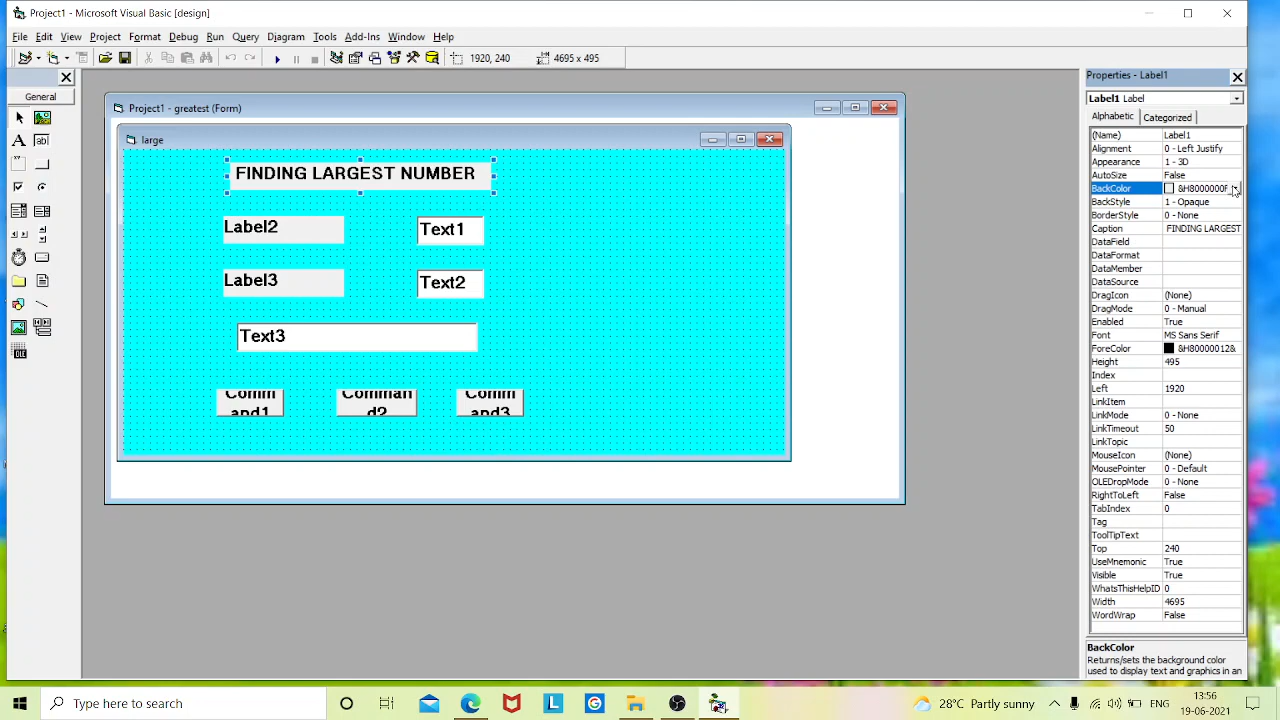 Project1 - Microsoft Visual Basic [design]
File Edit View Project Format Debug Run Query Diagram Tools Add-Ins Window Help
1920, 240 4695 x 495
General
Project1 - greatest (Form)
large
FINDING LARGEST NUMBER
Label2 Text1
Label3 Text2
Text3
Comm and1 Comman d2 Comm and3
Properties - Label1
Label1 Label
Alphabetic Categorized
(Name) Label1
Alignment 0 - Left Justify
Appearance 1 - 3D
AutoSize False
BackColor &H8000000F
BackStyle 1 - Opaque
BorderStyle 0 - None
Caption FINDING LARGEST
DataField
DataFormat
DataMember
DataSource
DragIcon (None)
DragMode 0 - Manual
Enabled True
Font MS Sans Serif
ForeColor &H80000012&
Height 495
Index
Left 1920
LinkItem
LinkMode 0 - None
LinkTimeout 50
LinkTopic
MouseIcon (None)
MousePointer 0 - Default
OLEDropMode 0 - None
RightToLeft False
TabIndex 0
Tag
ToolTipText
Top 240
UseMnemonic True
Visible True
WhatsThisHelpID 0
Width 4695
WordWrap False
BackColor
Returns/sets the background color
used to display text and graphics in an
Type here to search
28°C Partly sunny
ENG
13:56
19-06-2021